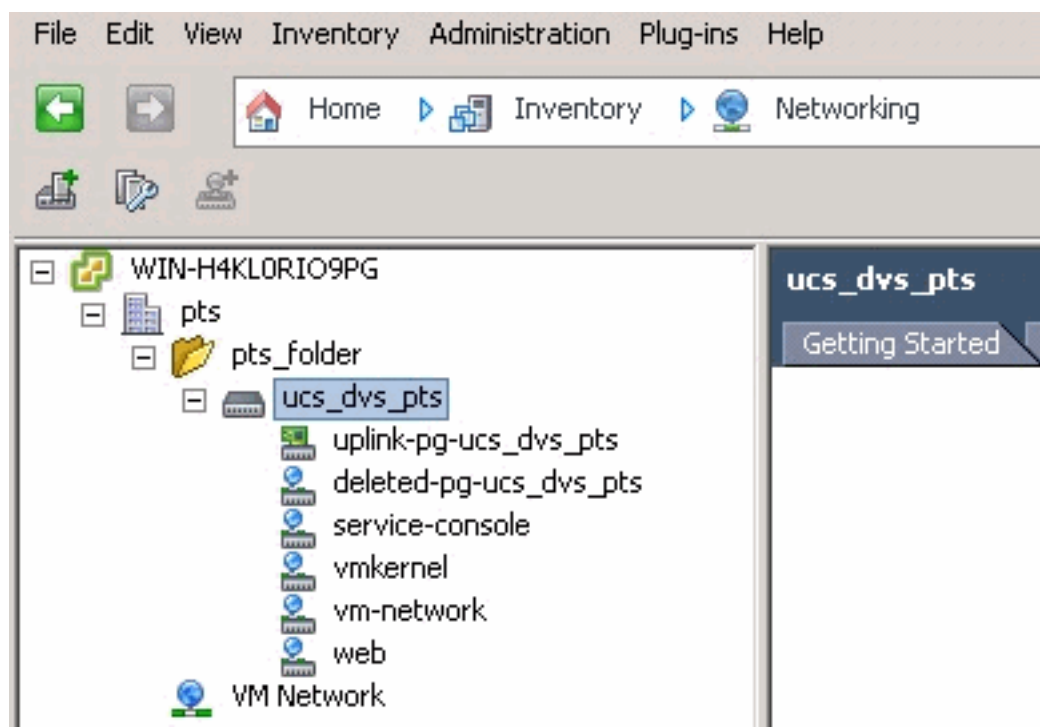 File Edit View Inventory Administration Plug-ins Help
Home Inventory Networking
WIN-H4KL0RIO9PG
pts
pts_folder
ucs_dvs_pts
uplink-pg-ucs_dvs_pts
deleted-pg-ucs_dvs_pts
service-console
vmkernel
vm-network
web
VM Network
ucs_dvs_pts
Getting Started